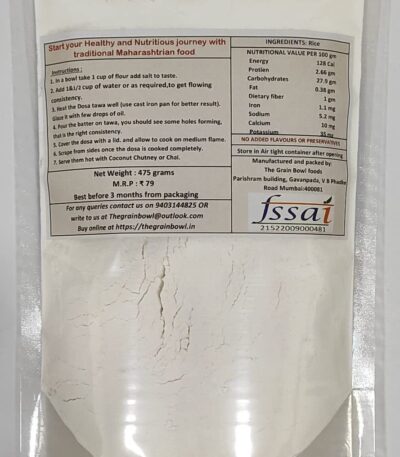 Start your Healthy and Nutritious journey with
traditional Maharashtrian food
Instructions :
1. In a bowl take 1 cup of flour add salt to taste.
2. Add 1&1/2 cup of water or as required,to get flowing
consistency.
3. Heat the Dosa tawa well (use cast iron pan for better result).
Glaze it with few drops of oil.
4. Pour the batter on tawa, you should see some holes forming,
that is the right consistency.
5. Cover the dosa with a lid. and allow to cook on medium flame.
6. Scrape from sides once the dosa is cooked completely.
7. Serve them hot with Coconut Chutney or Chai.
Net Weight : 475 grams
M.R.P : ₹ 79
Best before 3 months from packaging
For any queries contact us on 9403144825 OR
write to us at Thegrainbowl@outlook.com
Buy online at https://thegrainbowl.in
INGREDIENTS: Rice
NUTRITIONAL VALUE PER 100 gm
Energy 128 Cal
Protien 2.66 gm
Carbohydrates 27.9 gm
Fat 0.38 gm
Dietary fiber 1 gm
Iron 1.1 mg
Sodium 5.2 mg
Calcium 10 mg
Potassium 35 mg
NO ADDED FLAVOURS OR PRESERVATIVES
Store in Air tight container after opening
Manufactured and packed by:
The Grain Bowl foods
Parishram building, Gavanpada, V B Phadke
Road Mumbai:400081
fssai
21522009000481